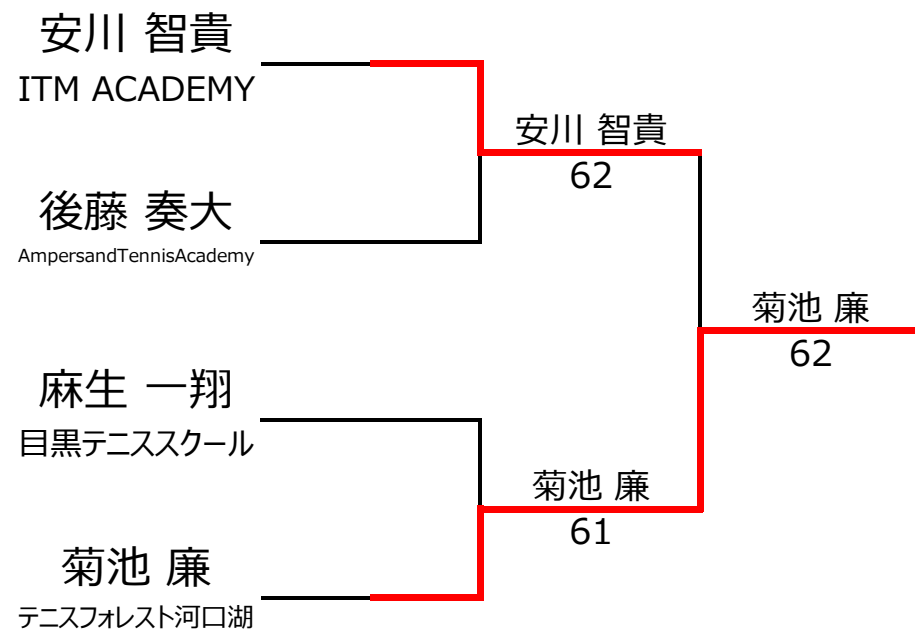 安川 智貴
ITM ACADEMY
安川 智貴
62
後藤 奏大
AmpersandTennisAcademy
菊池 廉
62
麻生 一翔
目黒テニススクール
菊池 廉
61
菊池 廉
テニスフォレスト河口湖